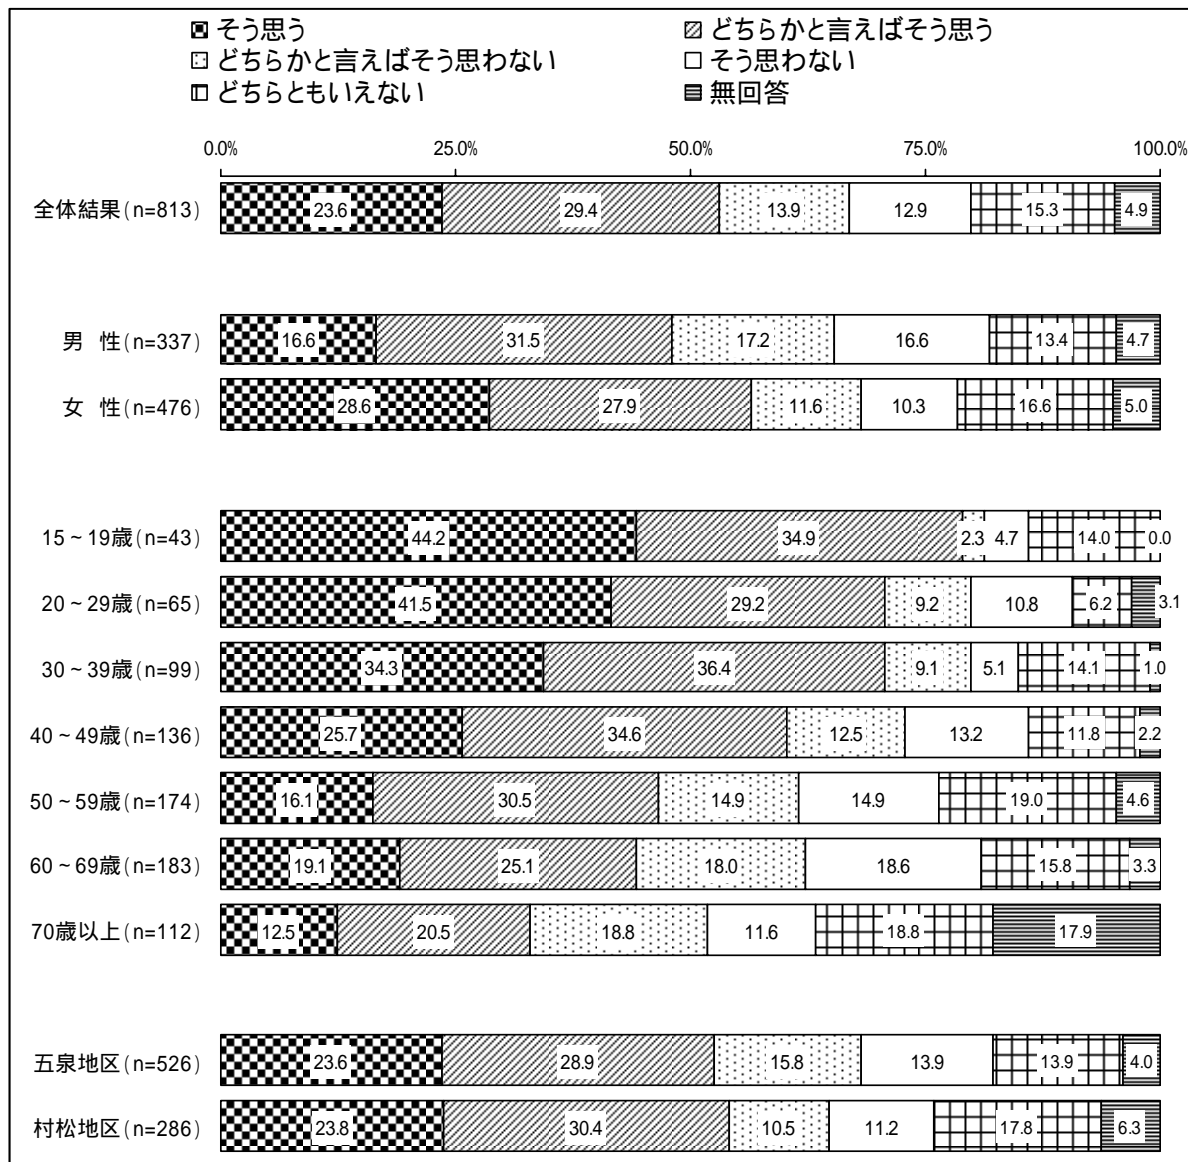 そう思う どちらかと言えばそう思う
どちらかと言えばそう思わない そう思わない
どちらともいえない 無回答
0.0% 25.0% 50.0% 75.0% 100.0%
全体結果(n=813) 23.6 29.4 13.9 12.9 15.3 4.9
男 性(n=337) 16.6 31.5 17.2 16.6 13.4 4.7
女 性(n=476) 28.6 27.9 11.6 10.3 16.6 5.0
15~19歳(n=43) 44.2 34.9 2.3 4.7 14.0 0.0
20~29歳(n=65) 41.5 29.2 9.2 10.8 6.2 3.1
30~39歳(n=99) 34.3 36.4 9.1 5.1 14.1 1.0
40~49歳(n=136) 25.7 34.6 12.5 13.2 11.8 2.2
50~59歳(n=174) 16.1 30.5 14.9 14.9 19.0 4.6
60~69歳(n=183) 19.1 25.1 18.0 18.6 15.8 3.3
70歳以上(n=112) 12.5 20.5 18.8 11.6 18.8 17.9
五泉地区(n=526) 23.6 28.9 15.8 13.9 13.9 4.0
村松地区(n=286) 23.8 30.4 10.5 11.2 17.8 6.3